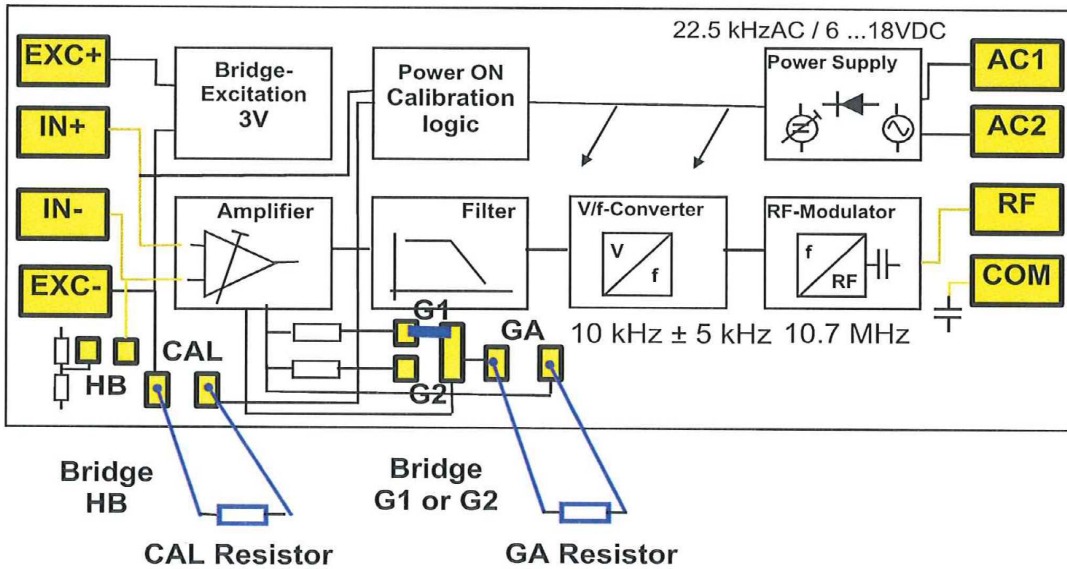 22.5 kHzAC / 6 ...18VDC
EXC+
Bridge-
Excitation
3V
Power ON
Calibration
logic
Power Supply
AC1
IN+
AC2
IN-
Amplifier
Filter
V/f-Converter
V
f
RF-Modulator
f
RF
RF
EXC-
COM
G1
GA
10 kHz ± 5 kHz
10.7 MHz
HB
CAL
G2
Bridge
HB
Bridge
G1 or G2
CAL Resistor
GA Resistor